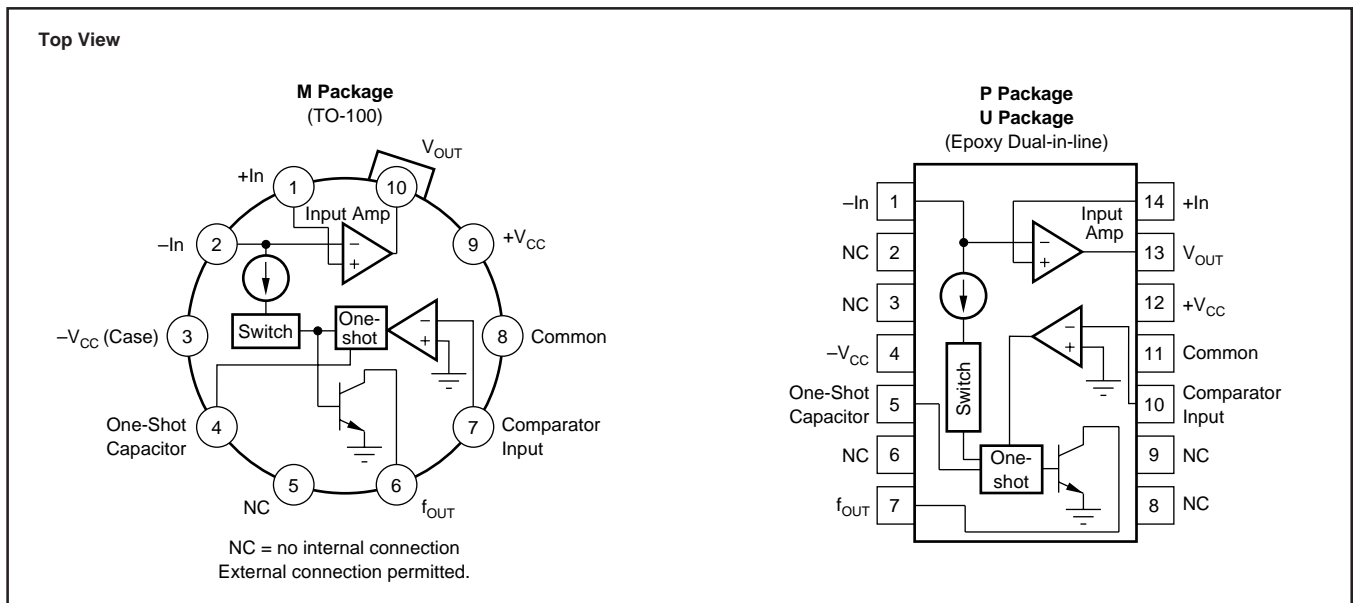 Top View
M Package
(TO-100)
V_OUT
+In
1
10
Input Amp
–In
2
–
+
9
+V_CC
–V_CC (Case)
3
Switch
One-
shot
–
+
8
Common
One-Shot
Capacitor
4
7
Comparator
Input
5
NC
6
f_OUT
NC = no internal connection
External connection permitted.
P Package
U Package
(Epoxy Dual-in-line)
–In
1
14
+In
Input
Amp
–
+
NC
2
13
V_OUT
NC
3
12
+V_CC
–V_CC
4
–
+
11
Common
Switch
One-Shot
Capacitor
5
10
Comparator
Input
NC
6
One-
shot
9
NC
f_OUT
7
8
NC